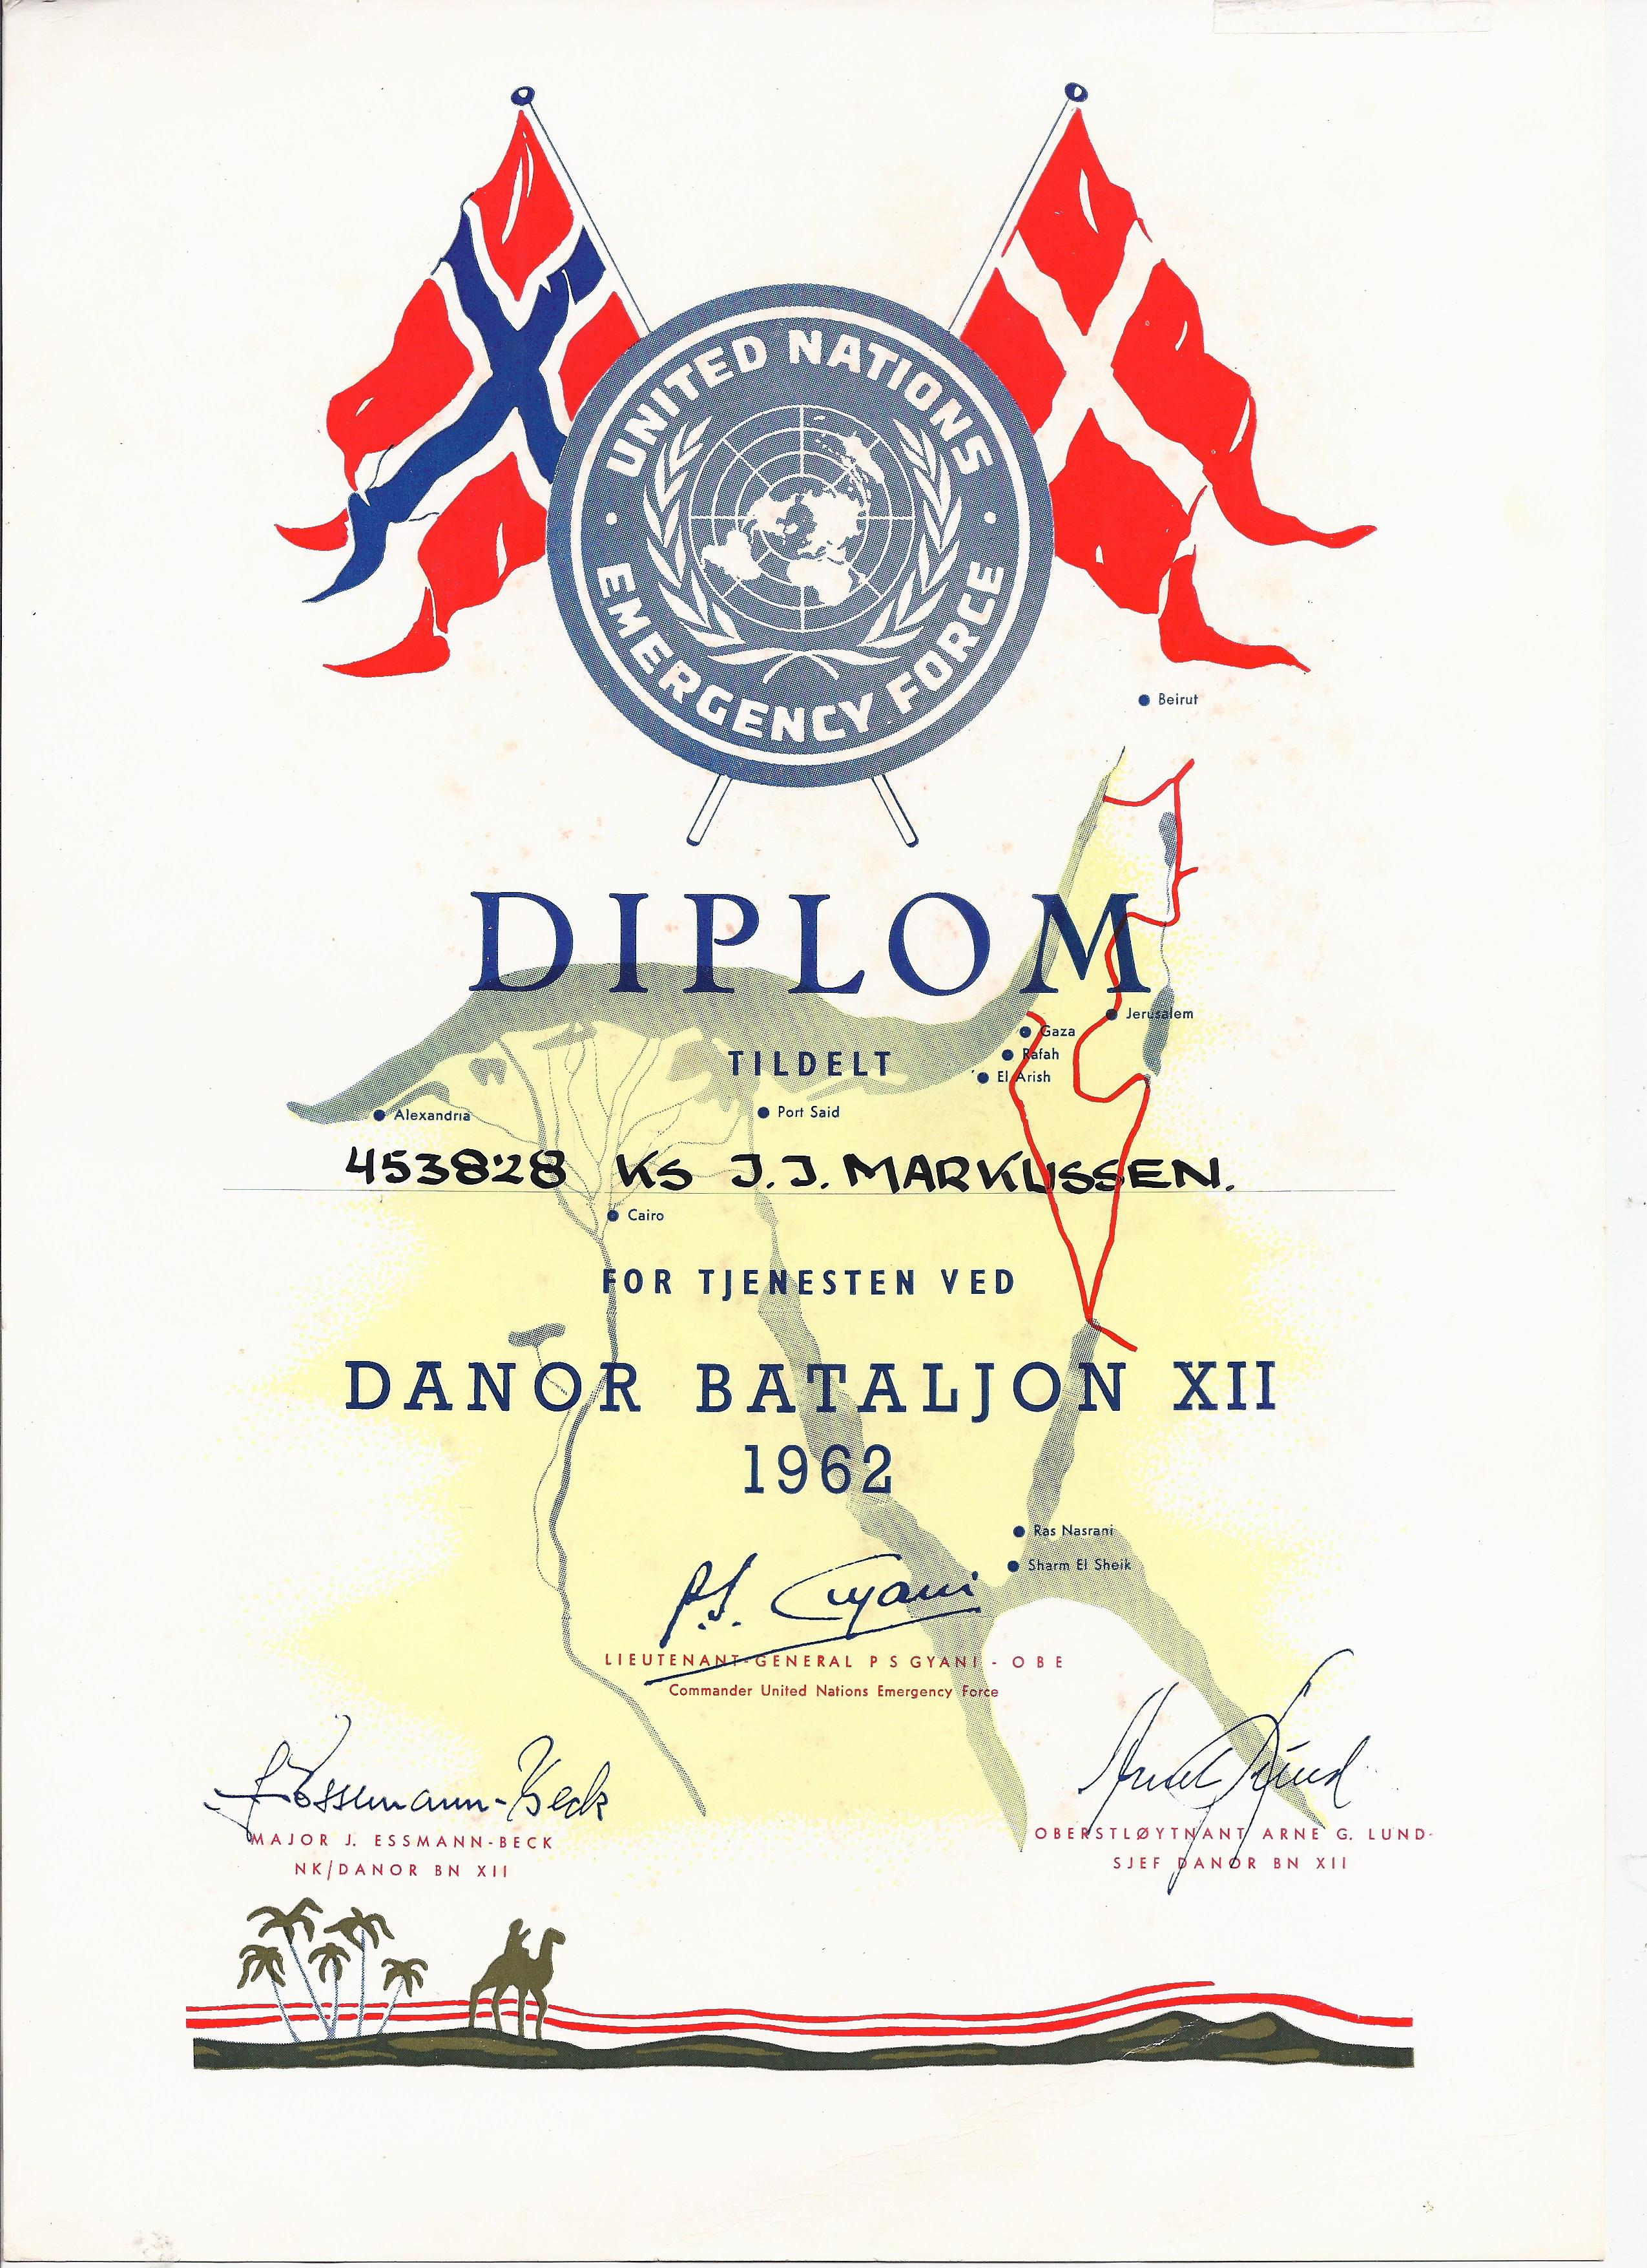 UNITED NATIONS
EMERGENCY FORCE
Beirut
DIPLOM
Jerusalem
Gaza
Rafah
El Arish
TILDELT
Alexandria
Port Said
453828 KS J.J. MARKUSSEN.
Cairo
FOR TJENESTEN VED
DANOR BATALJON XII
1962
Ras Nasrani
Sharm El Sheik
P.S. Gyani
LIEUTENANT-GENERAL P S GYANI - OBE
Commander United Nations Emergency Force
J Essmann-Beck
Arne G Lund
MAJOR J. ESSMANN-BECK
NK/DANOR BN XII
OBERSTLØYTNANT ARNE G. LUND-
SJEF DANOR BN XII